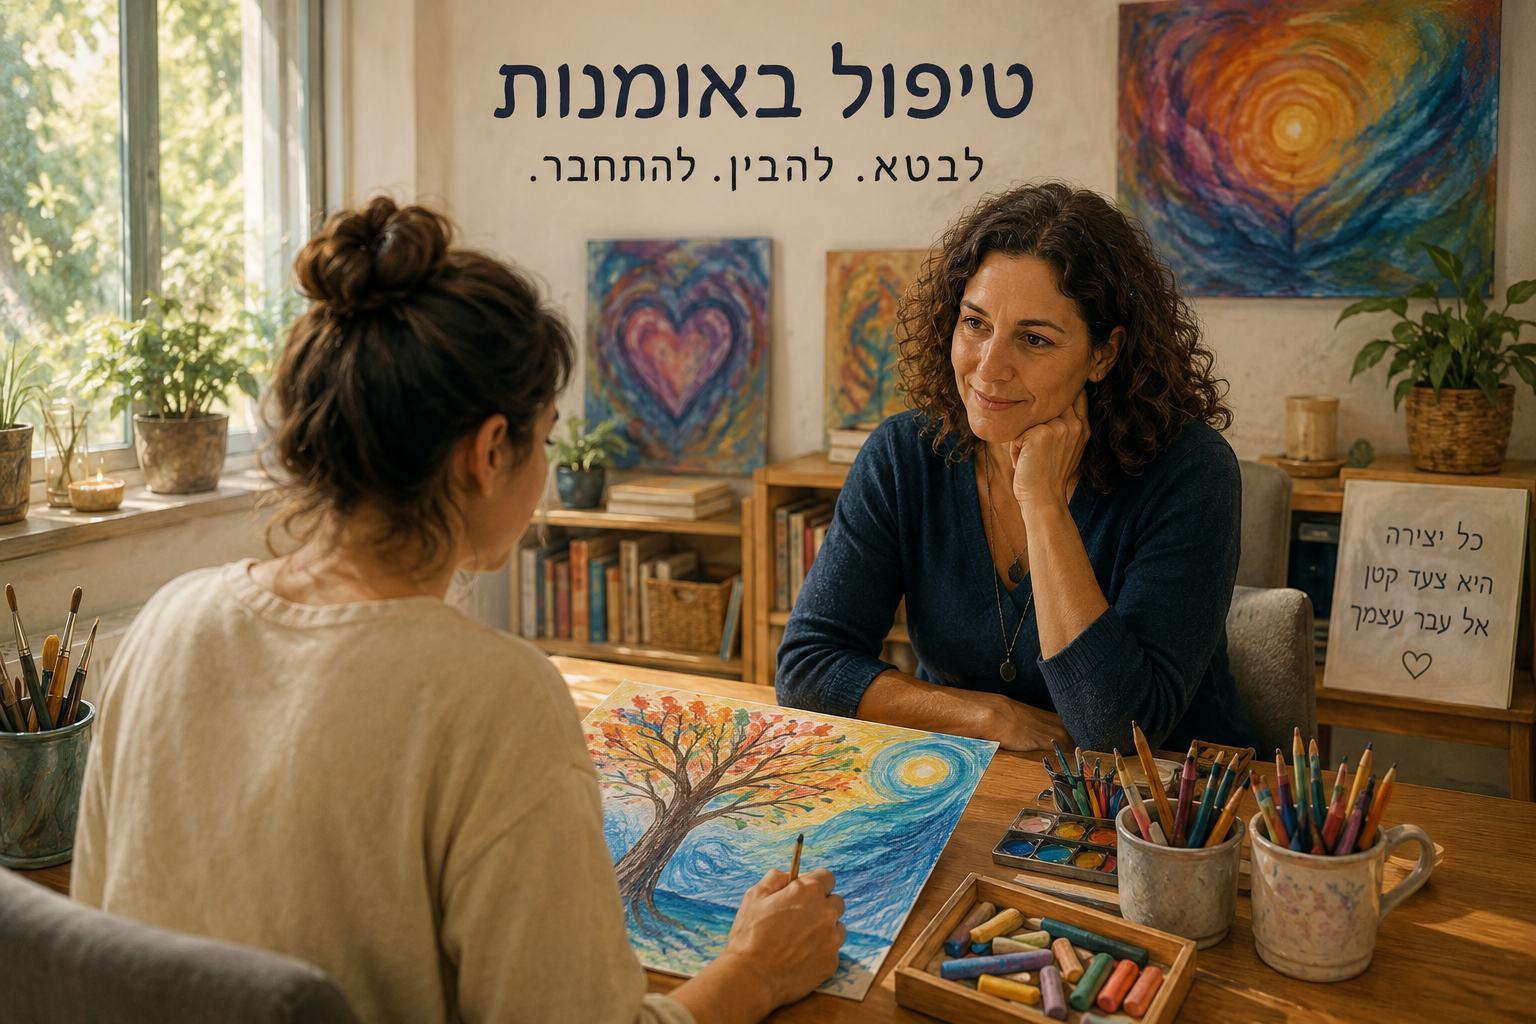 טיפול באומנות
לבטא. להבין. להתחבר.
כל יצירה
היא צעד קטן
אל עבר עצמך